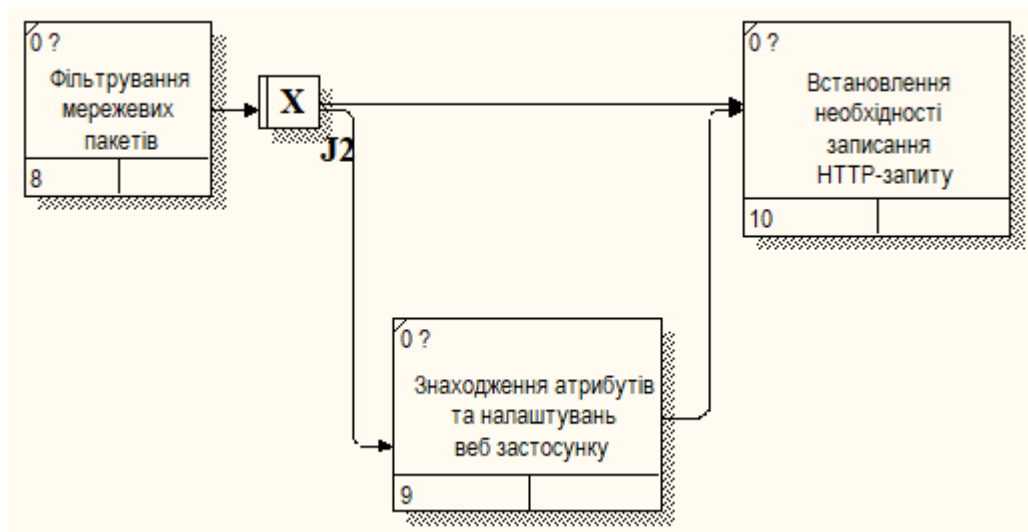 0 ?
Фільтрування
мережевих
пакетів
8
X
J2
0 ?
Встановлення
необхідності
записання
HTTP-запиту
10
0 ?
Знаходження атрибутів
та налаштувань
веб застосунку
9